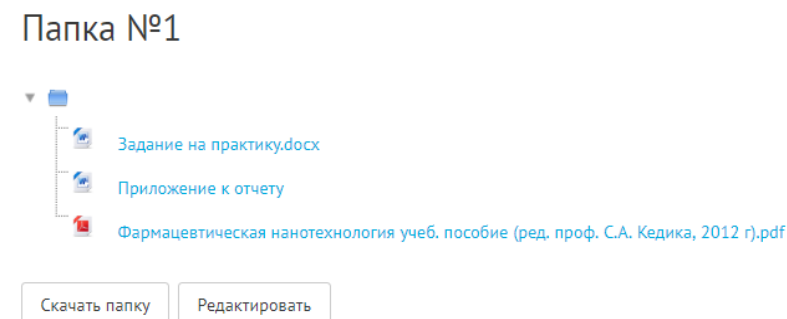 Папка №1
Задание на практику.docx
Приложение к отчету
Фармацевтическая нанотехнология учеб. пособие (ред. проф. С.А. Кедика, 2012 г).pdf
Скачать папку Редактировать